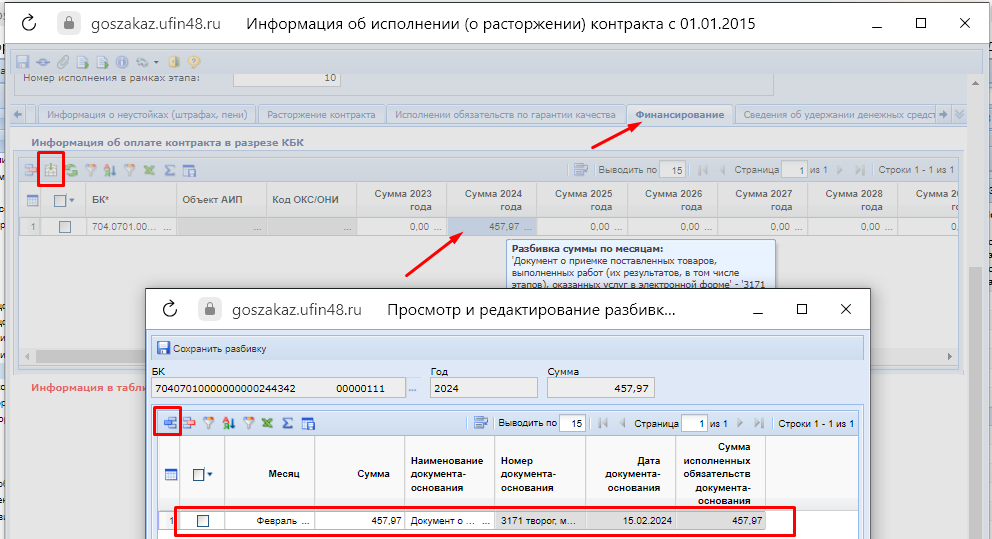 goszakaz.ufin48.ru Информация об исполнении (о расторжении) контракта с 01.01.2015
Номер исполнения в рамках этапа: 10
Информация о неустойках (штрафах, пени) Расторжение контракта Исполнении обязательств по гарантии качества Финансирование Сведения об удержании денежных средст
Информация об оплате контракта в разрезе КБК
Выводить по 15 Страница 1 из 1 Строки 1 - 1 из 1
БК* Объект АИП Код ОКС/ОНИ Сумма 2023 года Сумма 2024 года Сумма 2025 года Сумма 2026 года Сумма 2027 года Сумма 2028 года Сумма 20
1 704.0701.00... ... ... ... 0,00 ... 457,97 ... 0,00 ... 0,00 ... 0,00 ... 0,00 ... 0,0
Разбивка суммы по месяцам:
'Документ о приемке поставленных товаров,
выполненных работ (их результатов, в том числе
этапов), оказанных услуг в электронной форме' - '3171
goszakaz.ufin48.ru Просмотр и редактирование разбивк...
Сохранить разбивку
БК Год Сумма
70407010000000000244342 00000111 ... 2024 457,97
Информация в табли
Выводить по 15 Страница 1 из 1 Строки 1 - 1 из 1
Месяц Сумма Наименование документа-основания Номер документа-основания Дата документа-основания Сумма исполненных обязательств документа-основания
1 Февраль ... 457,97 Документ о ... ... 3171 творог, м... 15.02.2024 457,97